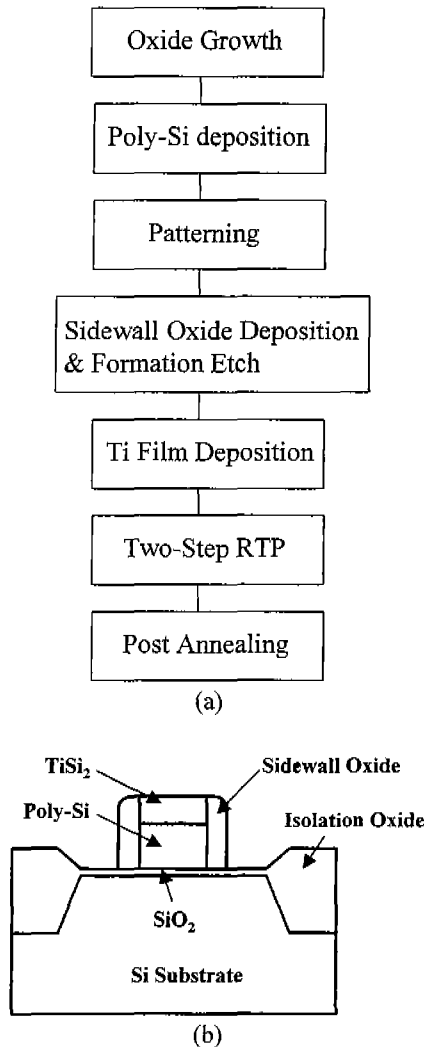 Oxide Growth
Poly-Si deposition
Patterning
Sidewall Oxide Deposition
& Formation Etch
Ti Film Deposition
Two-Step RTP
Post Annealing
(a)
TiSi₂
Sidewall Oxide
Poly-Si
Isolation Oxide
SiO₂
Si Substrate
(b)